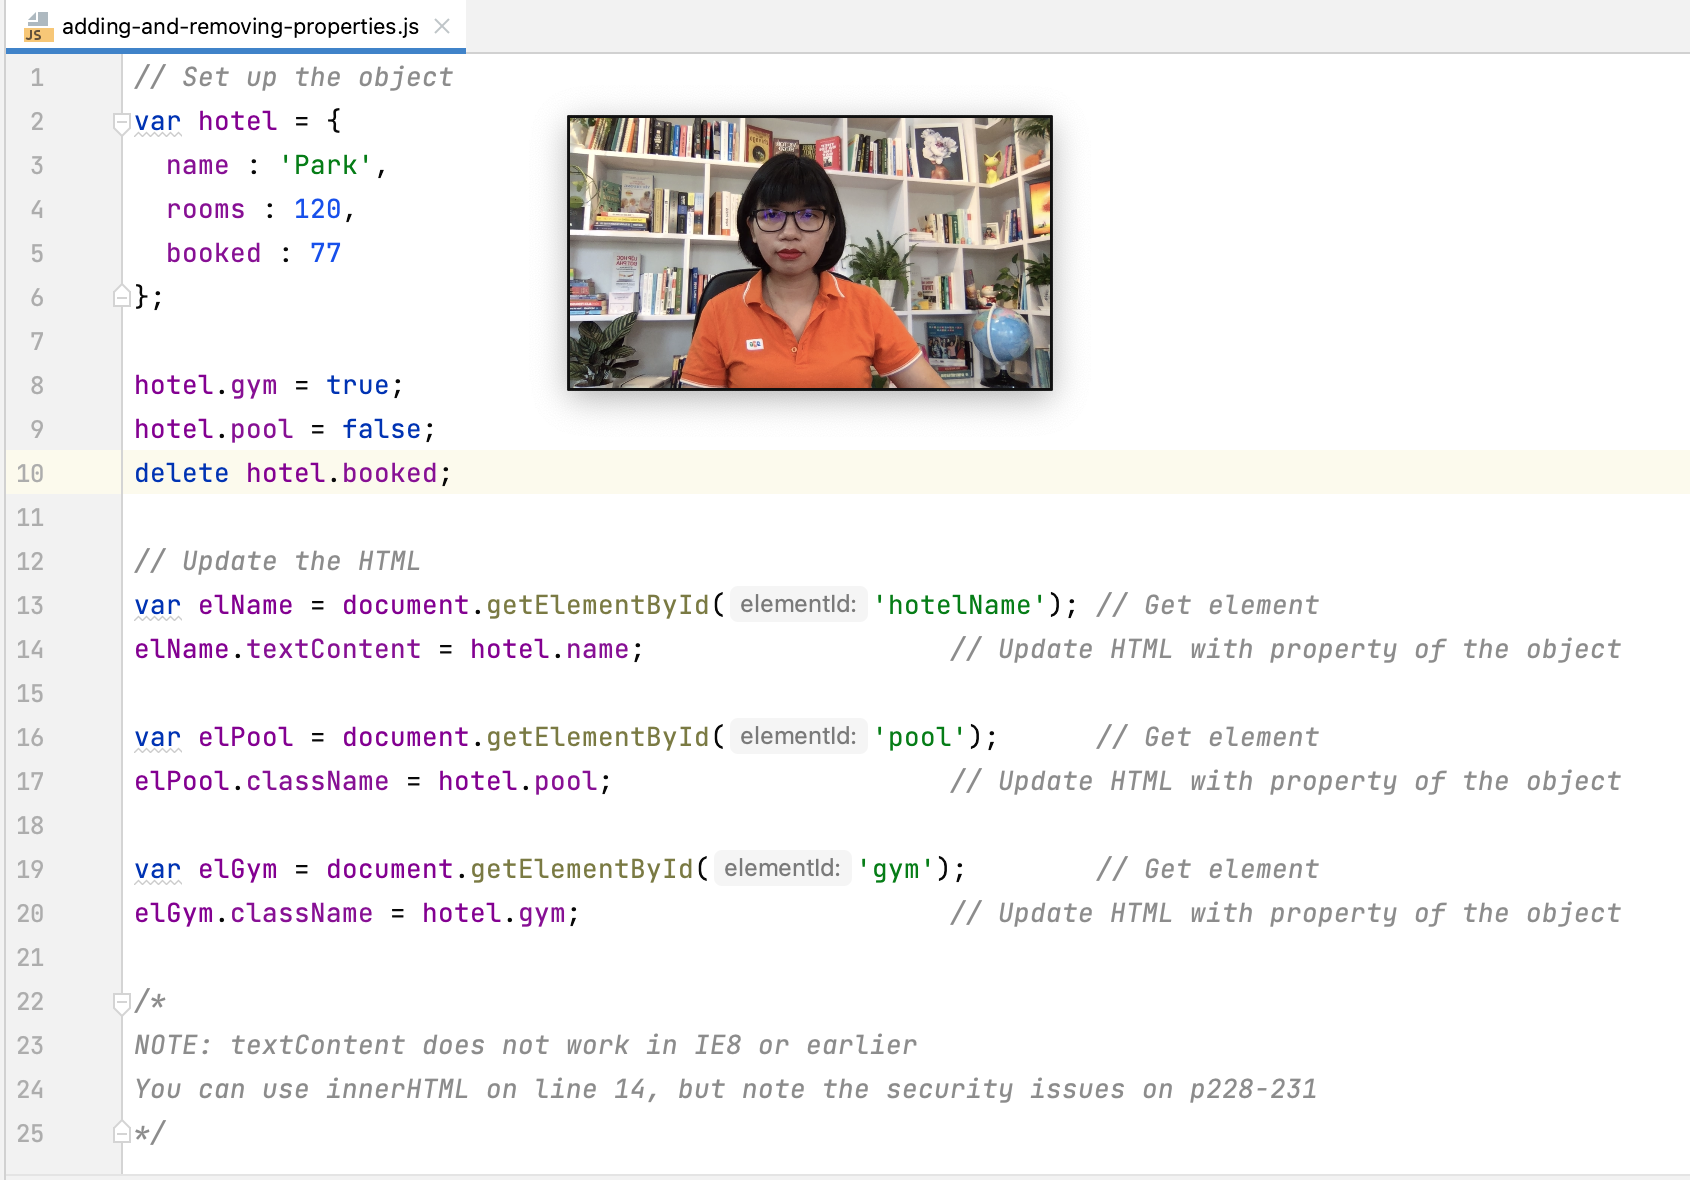 adding-and-removing-properties.js
1 // Set up the object
2 var hotel = {
3 name : 'Park',
4 rooms : 120,
5 booked : 77
6 };
7
8 hotel.gym = true;
9 hotel.pool = false;
10 delete hotel.booked;
11
12 // Update the HTML
13 var elName = document.getElementById( elementId: 'hotelName'); // Get element
14 elName.textContent = hotel.name; // Update HTML with property of the object
15
16 var elPool = document.getElementById( elementId: 'pool'); // Get element
17 elPool.className = hotel.pool; // Update HTML with property of the object
18
19 var elGym = document.getElementById( elementId: 'gym'); // Get element
20 elGym.className = hotel.gym; // Update HTML with property of the object
21
22 /*
23 NOTE: textContent does not work in IE8 or earlier
24 You can use innerHTML on line 14, but note the security issues on p228-231
25 */
JS